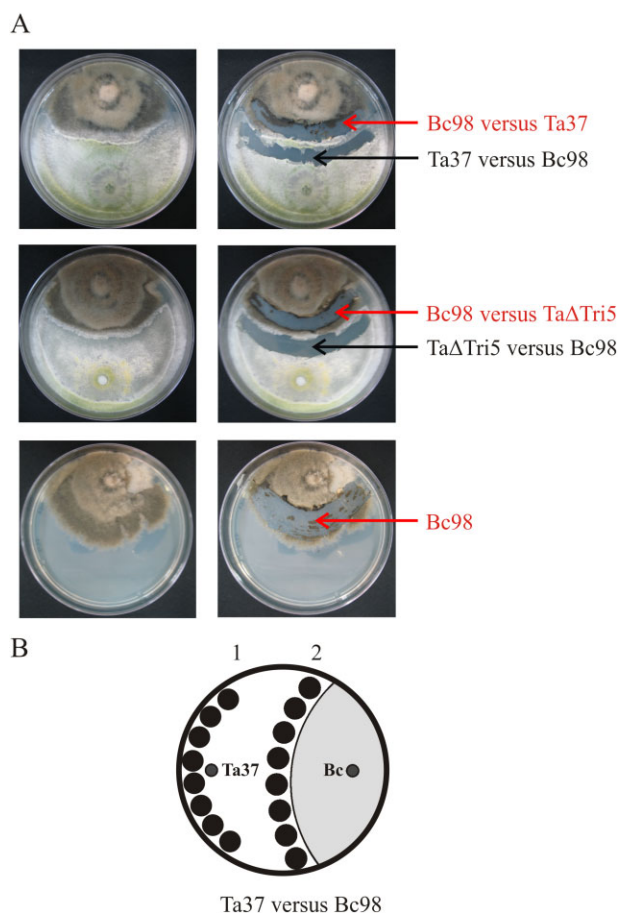 A
Bc98 versus Ta37
Ta37 versus Bc98
Bc98 versus TaΔTri5
TaΔTri5 versus Bc98
Bc98
B
1 2
Ta37 Bc
Ta37 versus Bc98